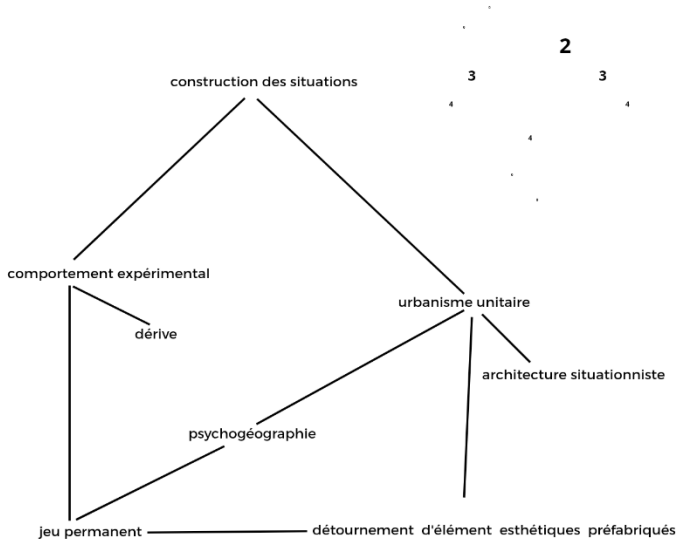 2
3 3
construction des situations
4 4
4
comportement expérimental
urbanisme unitaire
dérive
architecture situationniste
psychogéographie
jeu permanent
détournement d'élément esthétiques préfabriqués